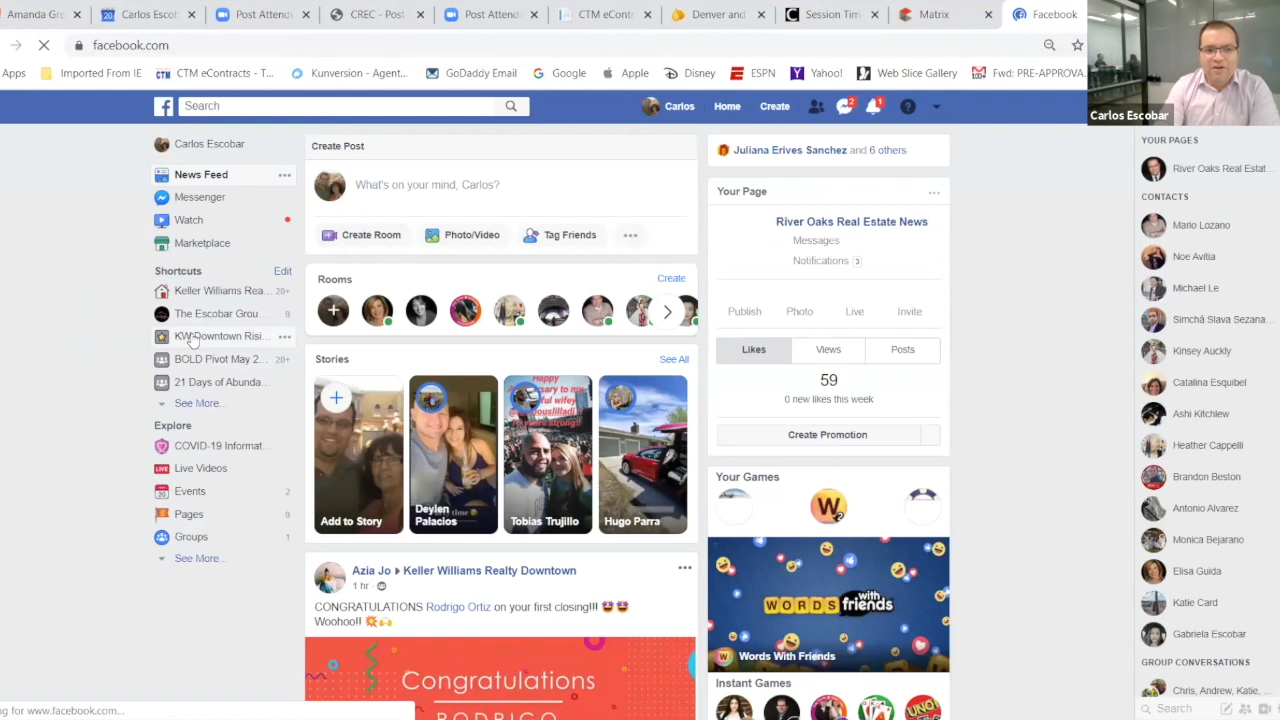 Amanda Gre
Carlos Escot
Post Attende
CREC - Post
Post Attende
CTM eContr
Denver and
Session Tim
Matrix
Facebook
facebook.com
Apps
Imported From IE
CTM eContracts - T...
Kunversion - Agent...
GoDaddy Email
Google
Apple
Disney
ESPN
Yahoo!
Web Slice Gallery
Fwd: PRE-APPROVA
Carlos Escobar
Search
Carlos
Home
Create
2
1
Carlos Escobar
News Feed
Messenger
Watch
Marketplace
Shortcuts
Edit
Keller Williams Rea... 20+
The Escobar Grou... 9
KW Downtown Risi...
BOLD Pivot May 2... 20+
21 Days of Abunda...
See More...
Explore
COVID-19 Informat...
Live Videos
Events 2
Pages 9
Groups 1
See More...
Create Post
What's on your mind, Carlos?
Create Room
Photo/Video
Tag Friends
Rooms
Create
Stories
See All
Add to Story
Deylen Palacios
Happy
Tobias Trujillo
Hugo Parra
Azia Jo ▸ Keller Williams Realty Downtown
1 hr
CONGRATULATIONS Rodrigo Ortiz on your first closing!!!
Woohoo!!
Congratulations
RODRIGO
Juliana Erives Sanchez and 6 others
Your Page
River Oaks Real Estate News
Messages
Notifications 3
Publish
Photo
Live
Invite
Likes
Views
Posts
59
0 new likes this week
Create Promotion
Your Games
WORDS with friends
Words With Friends
Instant Games
UNO
YOUR PAGES
River Oaks Real Estat...
CONTACTS
Mario Lozano
Noe Avitia
Michael Le
Simchá Slava Sezana...
Kinsey Auckly
Catalina Esquibel
Ashi Kitchlew
Heather Cappelli
Brandon Beston
Antonio Alvarez
Monica Bejarano
Elisa Guida
Katie Card
Gabriela Escobar
GROUP CONVERSATIONS
Chris, Andrew, Katie, ...
Search
g for www.facebook.com...